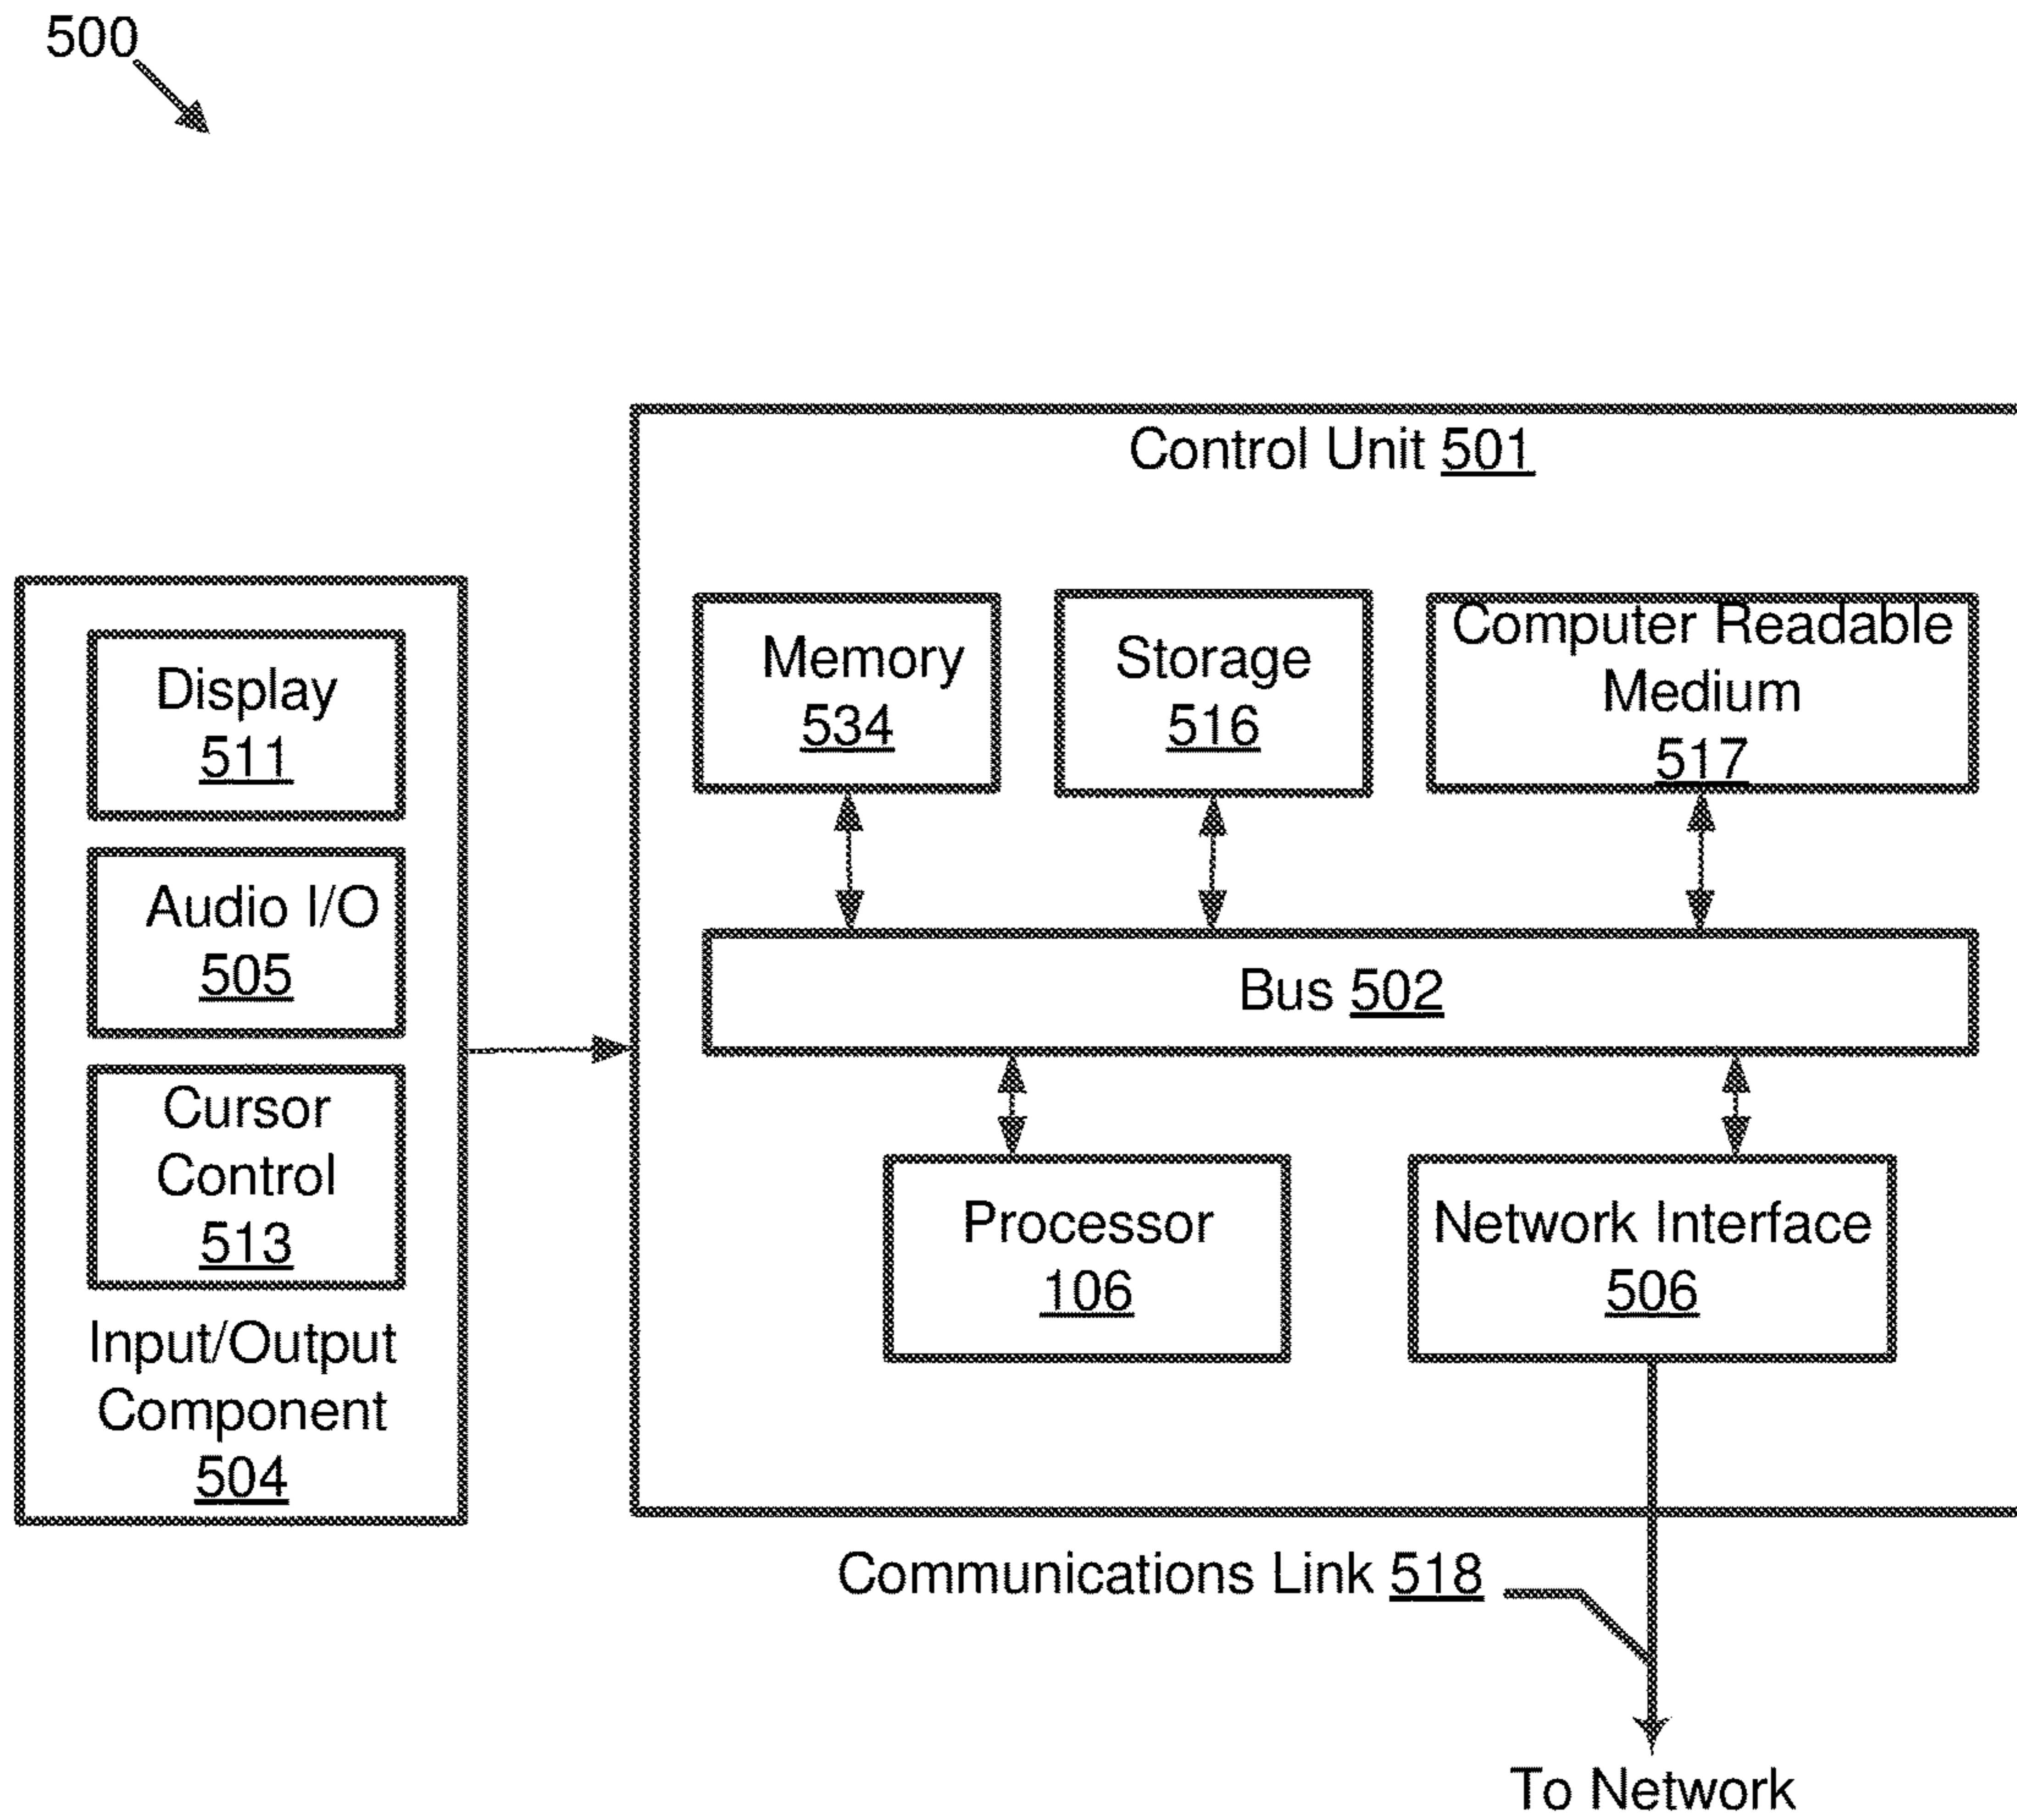 500
Control Unit 501
Display
511
Audio I/O
505
Cursor
Control
513
Input/Output
Component
504
Memory
534
Storage
516
Computer Readable
Medium
517
Bus 502
Processor
106
Network Interface
506
Communications Link 518
To Network